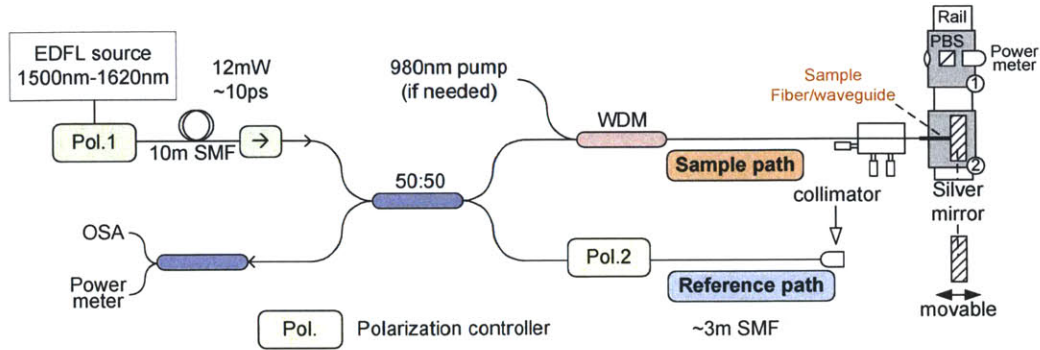 EDFL source
1500nm-1620nm
12mW
~10ps
Pol.1
10m SMF
980nm pump
(if needed)
WDM
Sample path
Sample
Fiber/waveguide
Rail
PBS
Power
meter
1
2
Silver
mirror
movable
50:50
collimator
Pol.2
Reference path
~3m SMF
OSA
Power
meter
Pol.
Polarization controller